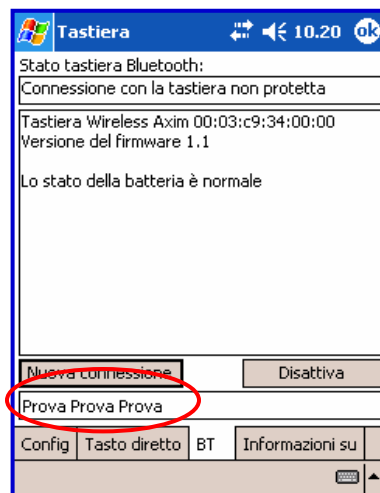 Tastiera 10.20 ok
Stato tastiera Bluetooth:
Connessione con la tastiera non protetta
Tastiera Wireless Axim 00:03:c9:34:00:00
Versione del firmware 1.1
Lo stato della batteria è normale
Nuova connessione Disattiva
Prova Prova Prova
Config Tasto diretto BT Informazioni su